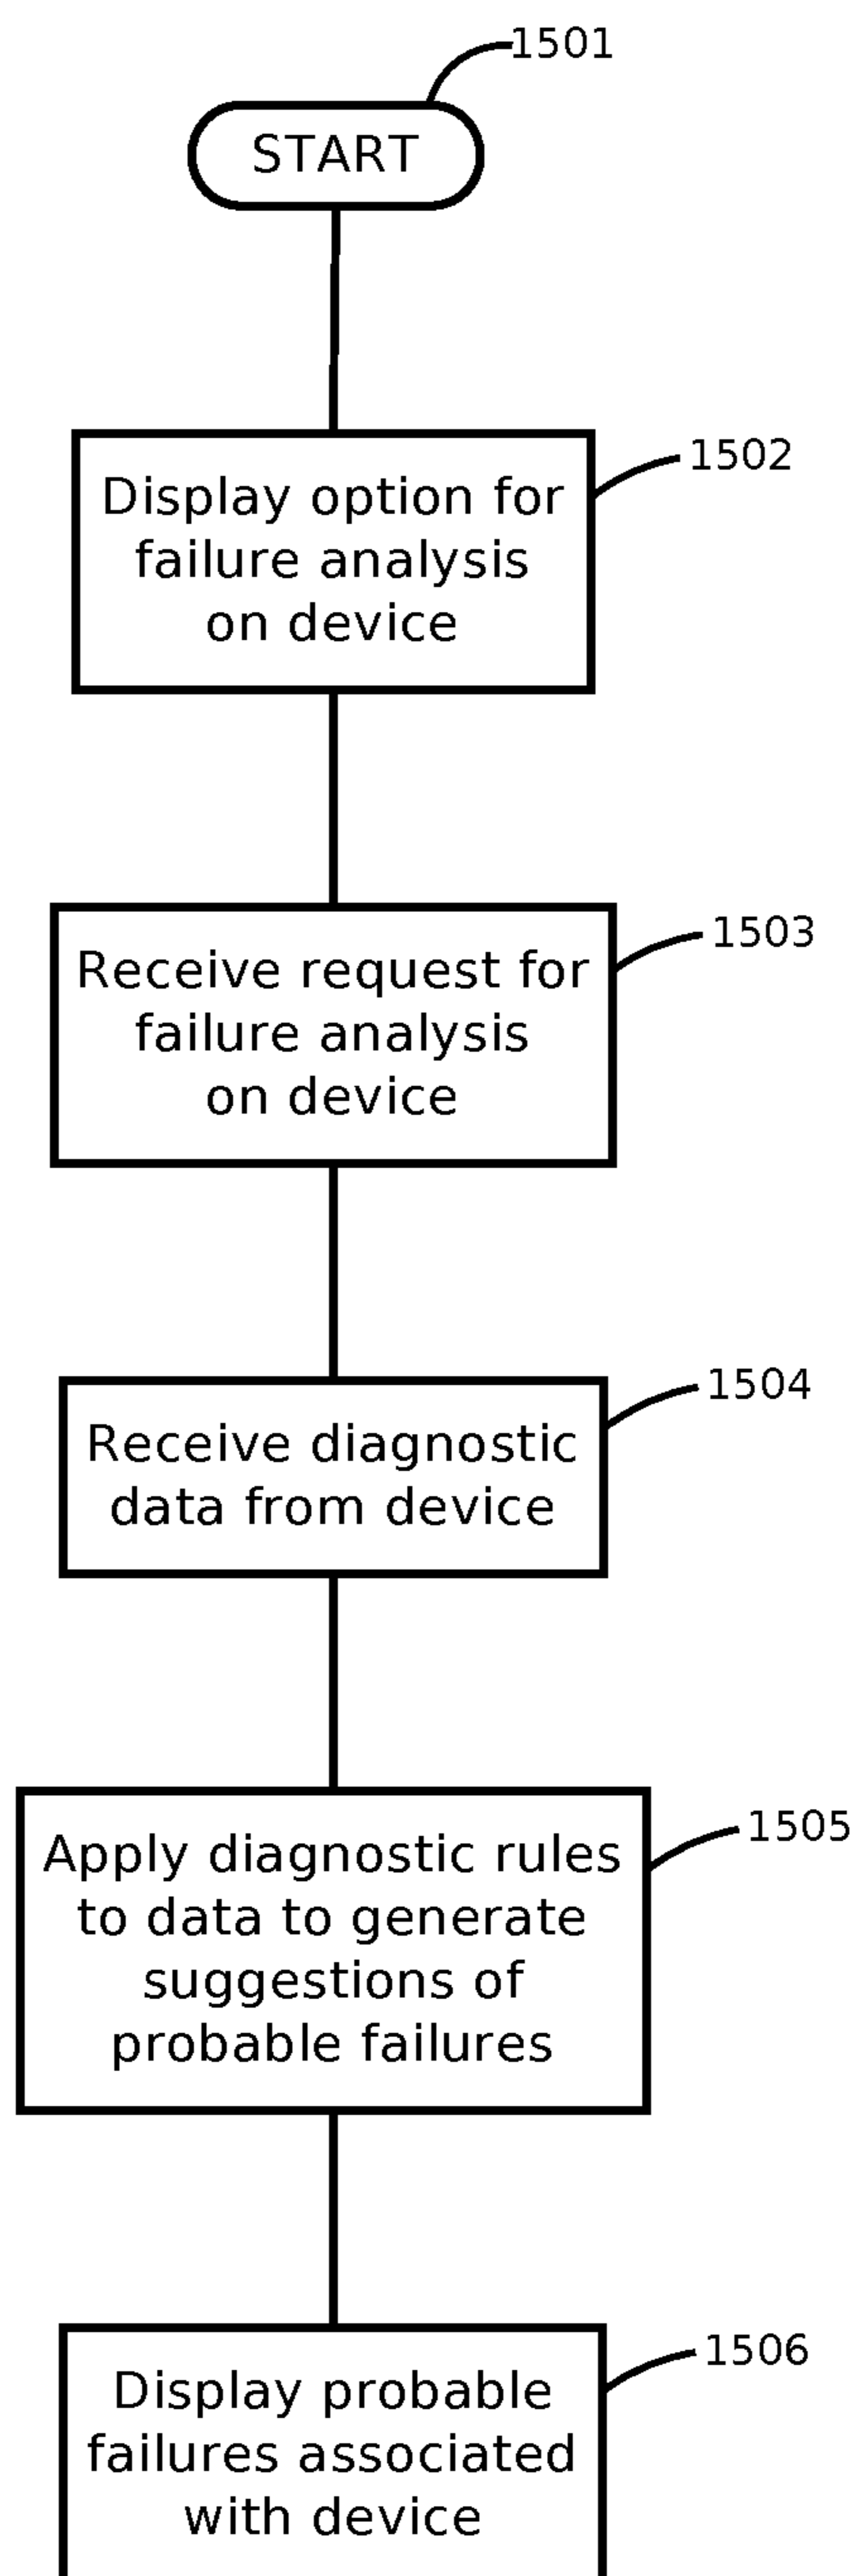 1501
START
1502
Display option for
failure analysis
on device
1503
Receive request for
failure analysis
on device
1504
Receive diagnostic
data from device
1505
Apply diagnostic rules
to data to generate
suggestions of
probable failures
1506
Display probable
failures associated
with device